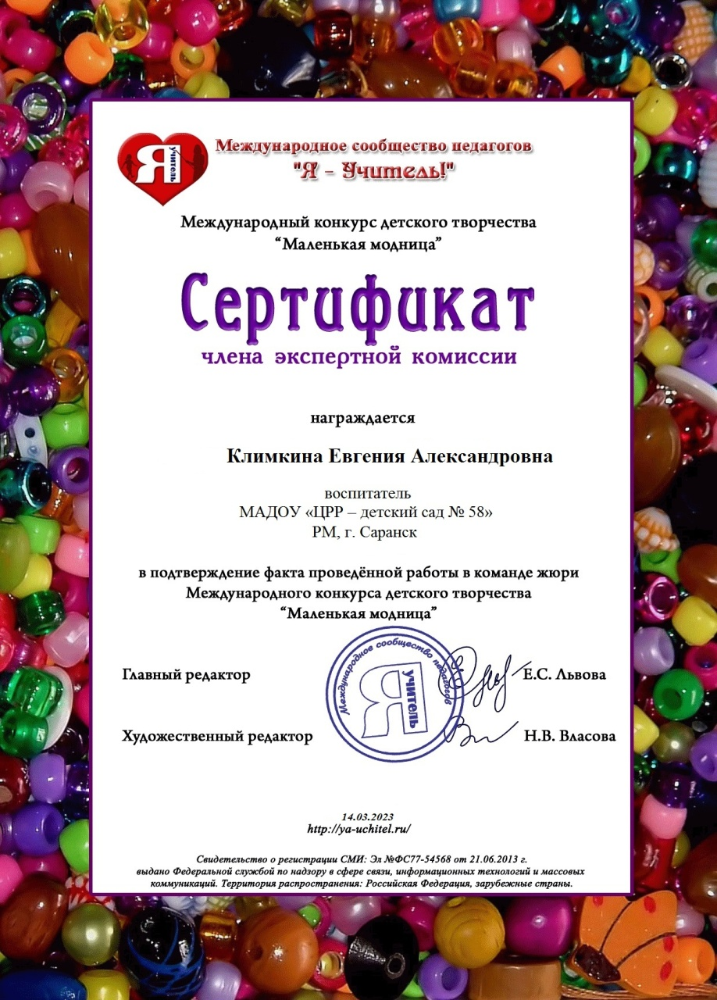 Я
учитель
Международное сообщество педагогов
"Я - Учитель!"
Международный конкурс детского творчества
“Маленькая модница”
Сертификат
члена экспертной комиссии
награждается
Климкина Евгения Александровна
воспитатель
МАДОУ «ЦРР – детский сад № 58»
РМ, г. Саранск
в подтверждение факта проведённой работы в команде жюри
Международного конкурса детского творчества
“Маленькая модница”
Международное сообщество педагогов
Я
учитель
Главный редактор
Е.С. Львова
Художественный редактор
Н.В. Власова
14.03.2023
http://ya-uchitel.ru/
Свидетельство о регистрации СМИ: Эл №ФС77-54568 от 21.06.2013 г.
выдано Федеральной службой по надзору в сфере связи, информационных технологий и массовых
коммуникаций. Территория распространения: Российская Федерация, зарубежные страны.